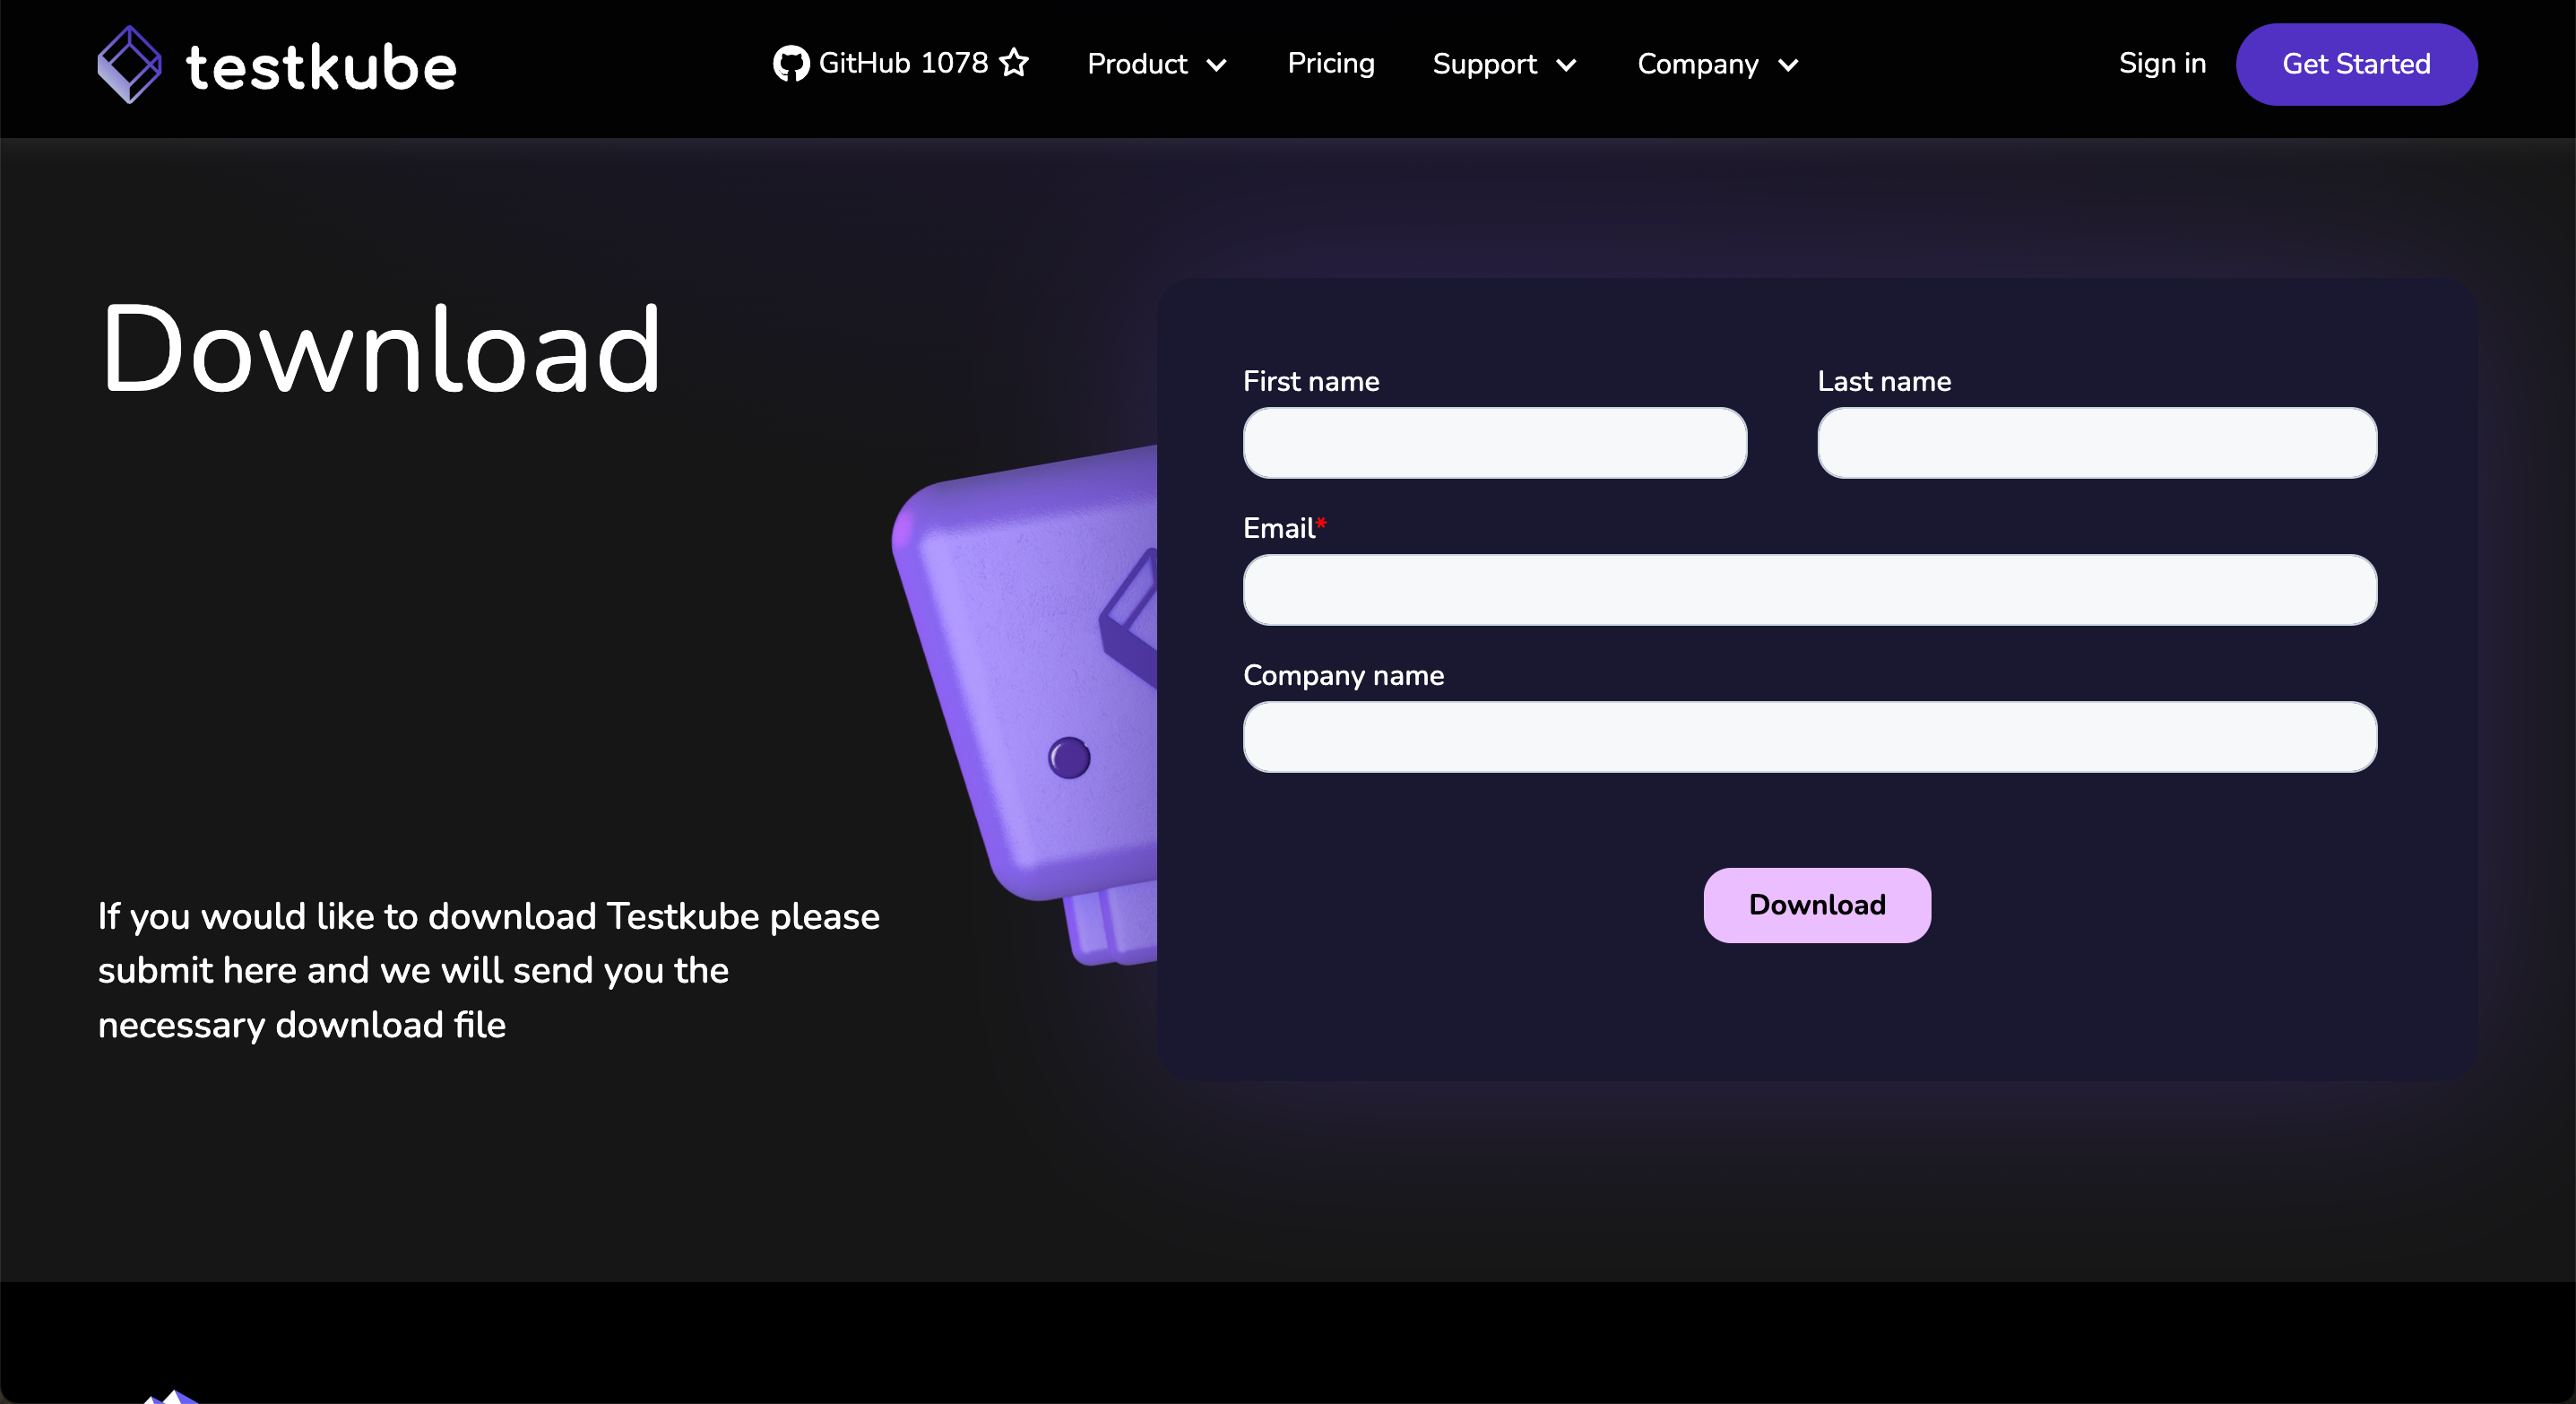 testkube
GitHub 1078
Product
Pricing
Support
Company
Sign in
Get Started
Download
First name
Last name
Email*
Company name
Download
If you would like to download Testkube please
submit here and we will send you the
necessary download file